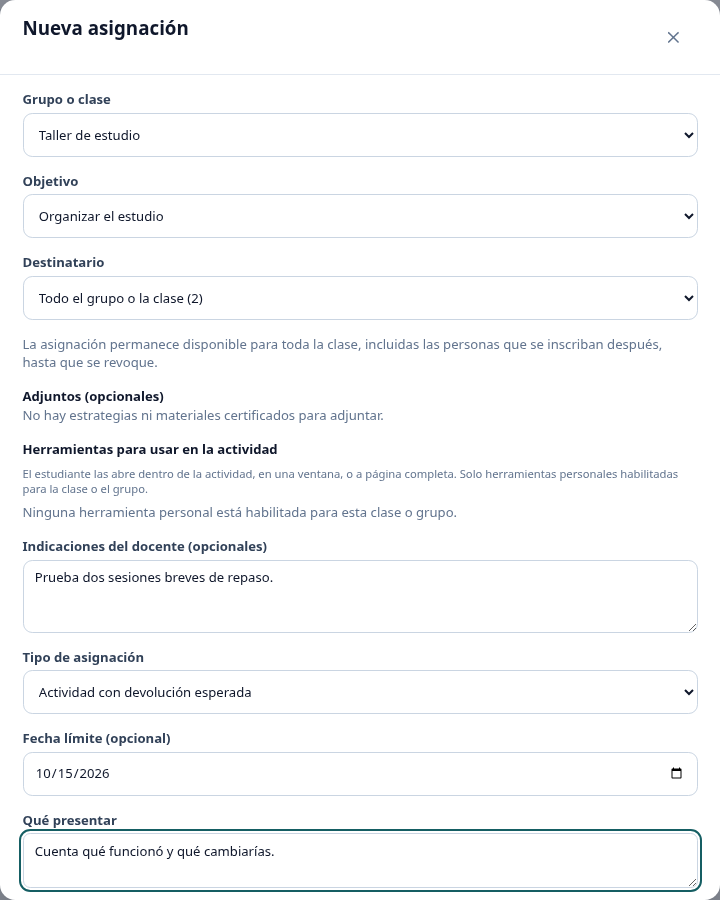 Nueva asignación
Grupo o clase
Taller de estudio
Objetivo
Organizar el estudio
Destinatario
Todo el grupo o la clase (2)
La asignación permanece disponible para toda la clase, incluidas las personas que se inscriban después,
hasta que se revoque.
Adjuntos (opcionales)
No hay estrategias ni materiales certificados para adjuntar.
Herramientas para usar en la actividad
El estudiante las abre dentro de la actividad, en una ventana, o a página completa. Solo herramientas personales habilitadas
para la clase o el grupo.
Ninguna herramienta personal está habilitada para esta clase o grupo.
Indicaciones del docente (opcionales)
Prueba dos sesiones breves de repaso.
Tipo de asignación
Actividad con devolución esperada
Fecha límite (opcional)
10/15/2026
Qué presentar
Cuenta qué funcionó y qué cambiarías.